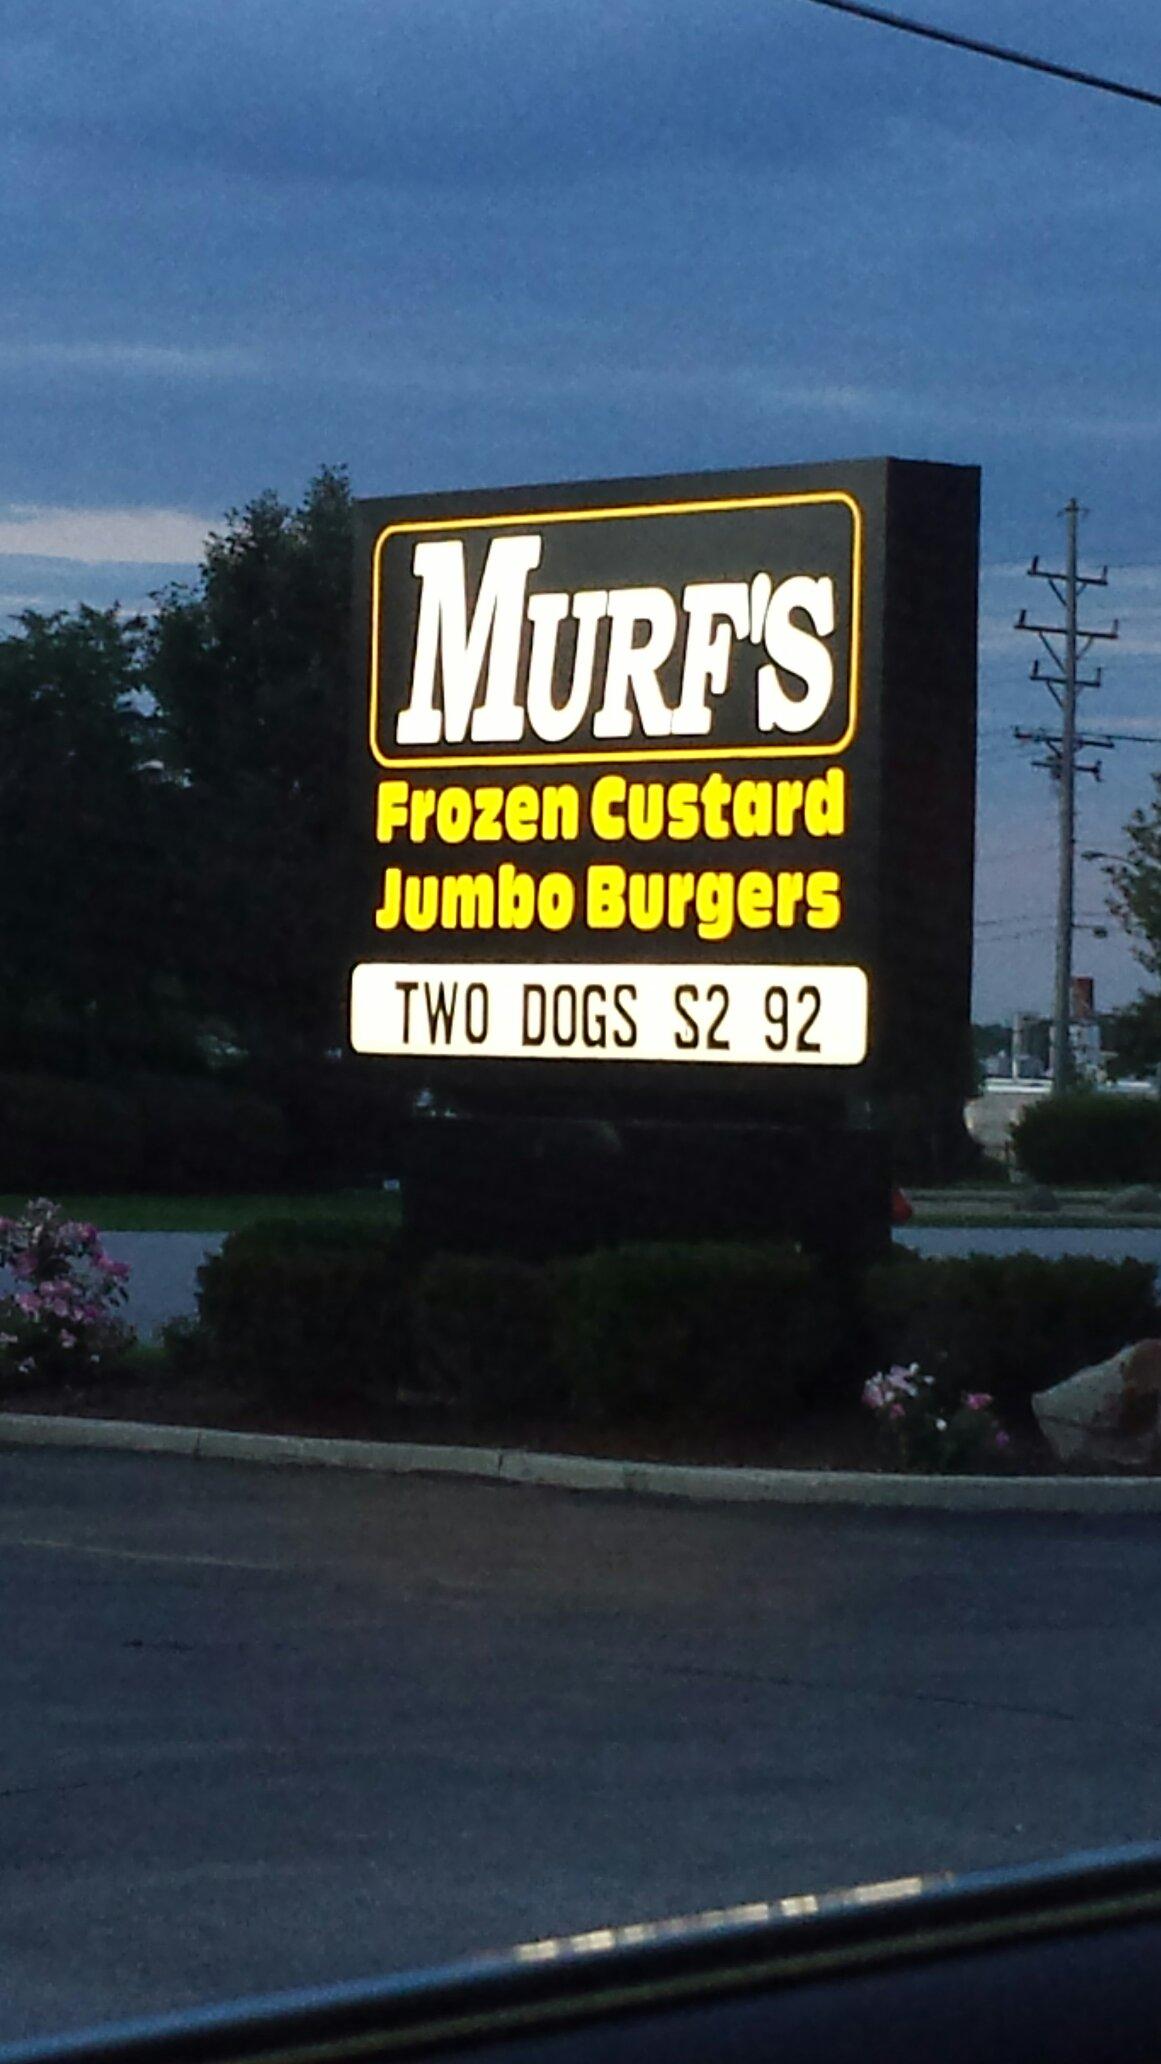 MURF'S
Frozen Custard
Jumbo Burgers
TWO DOGS S2 92